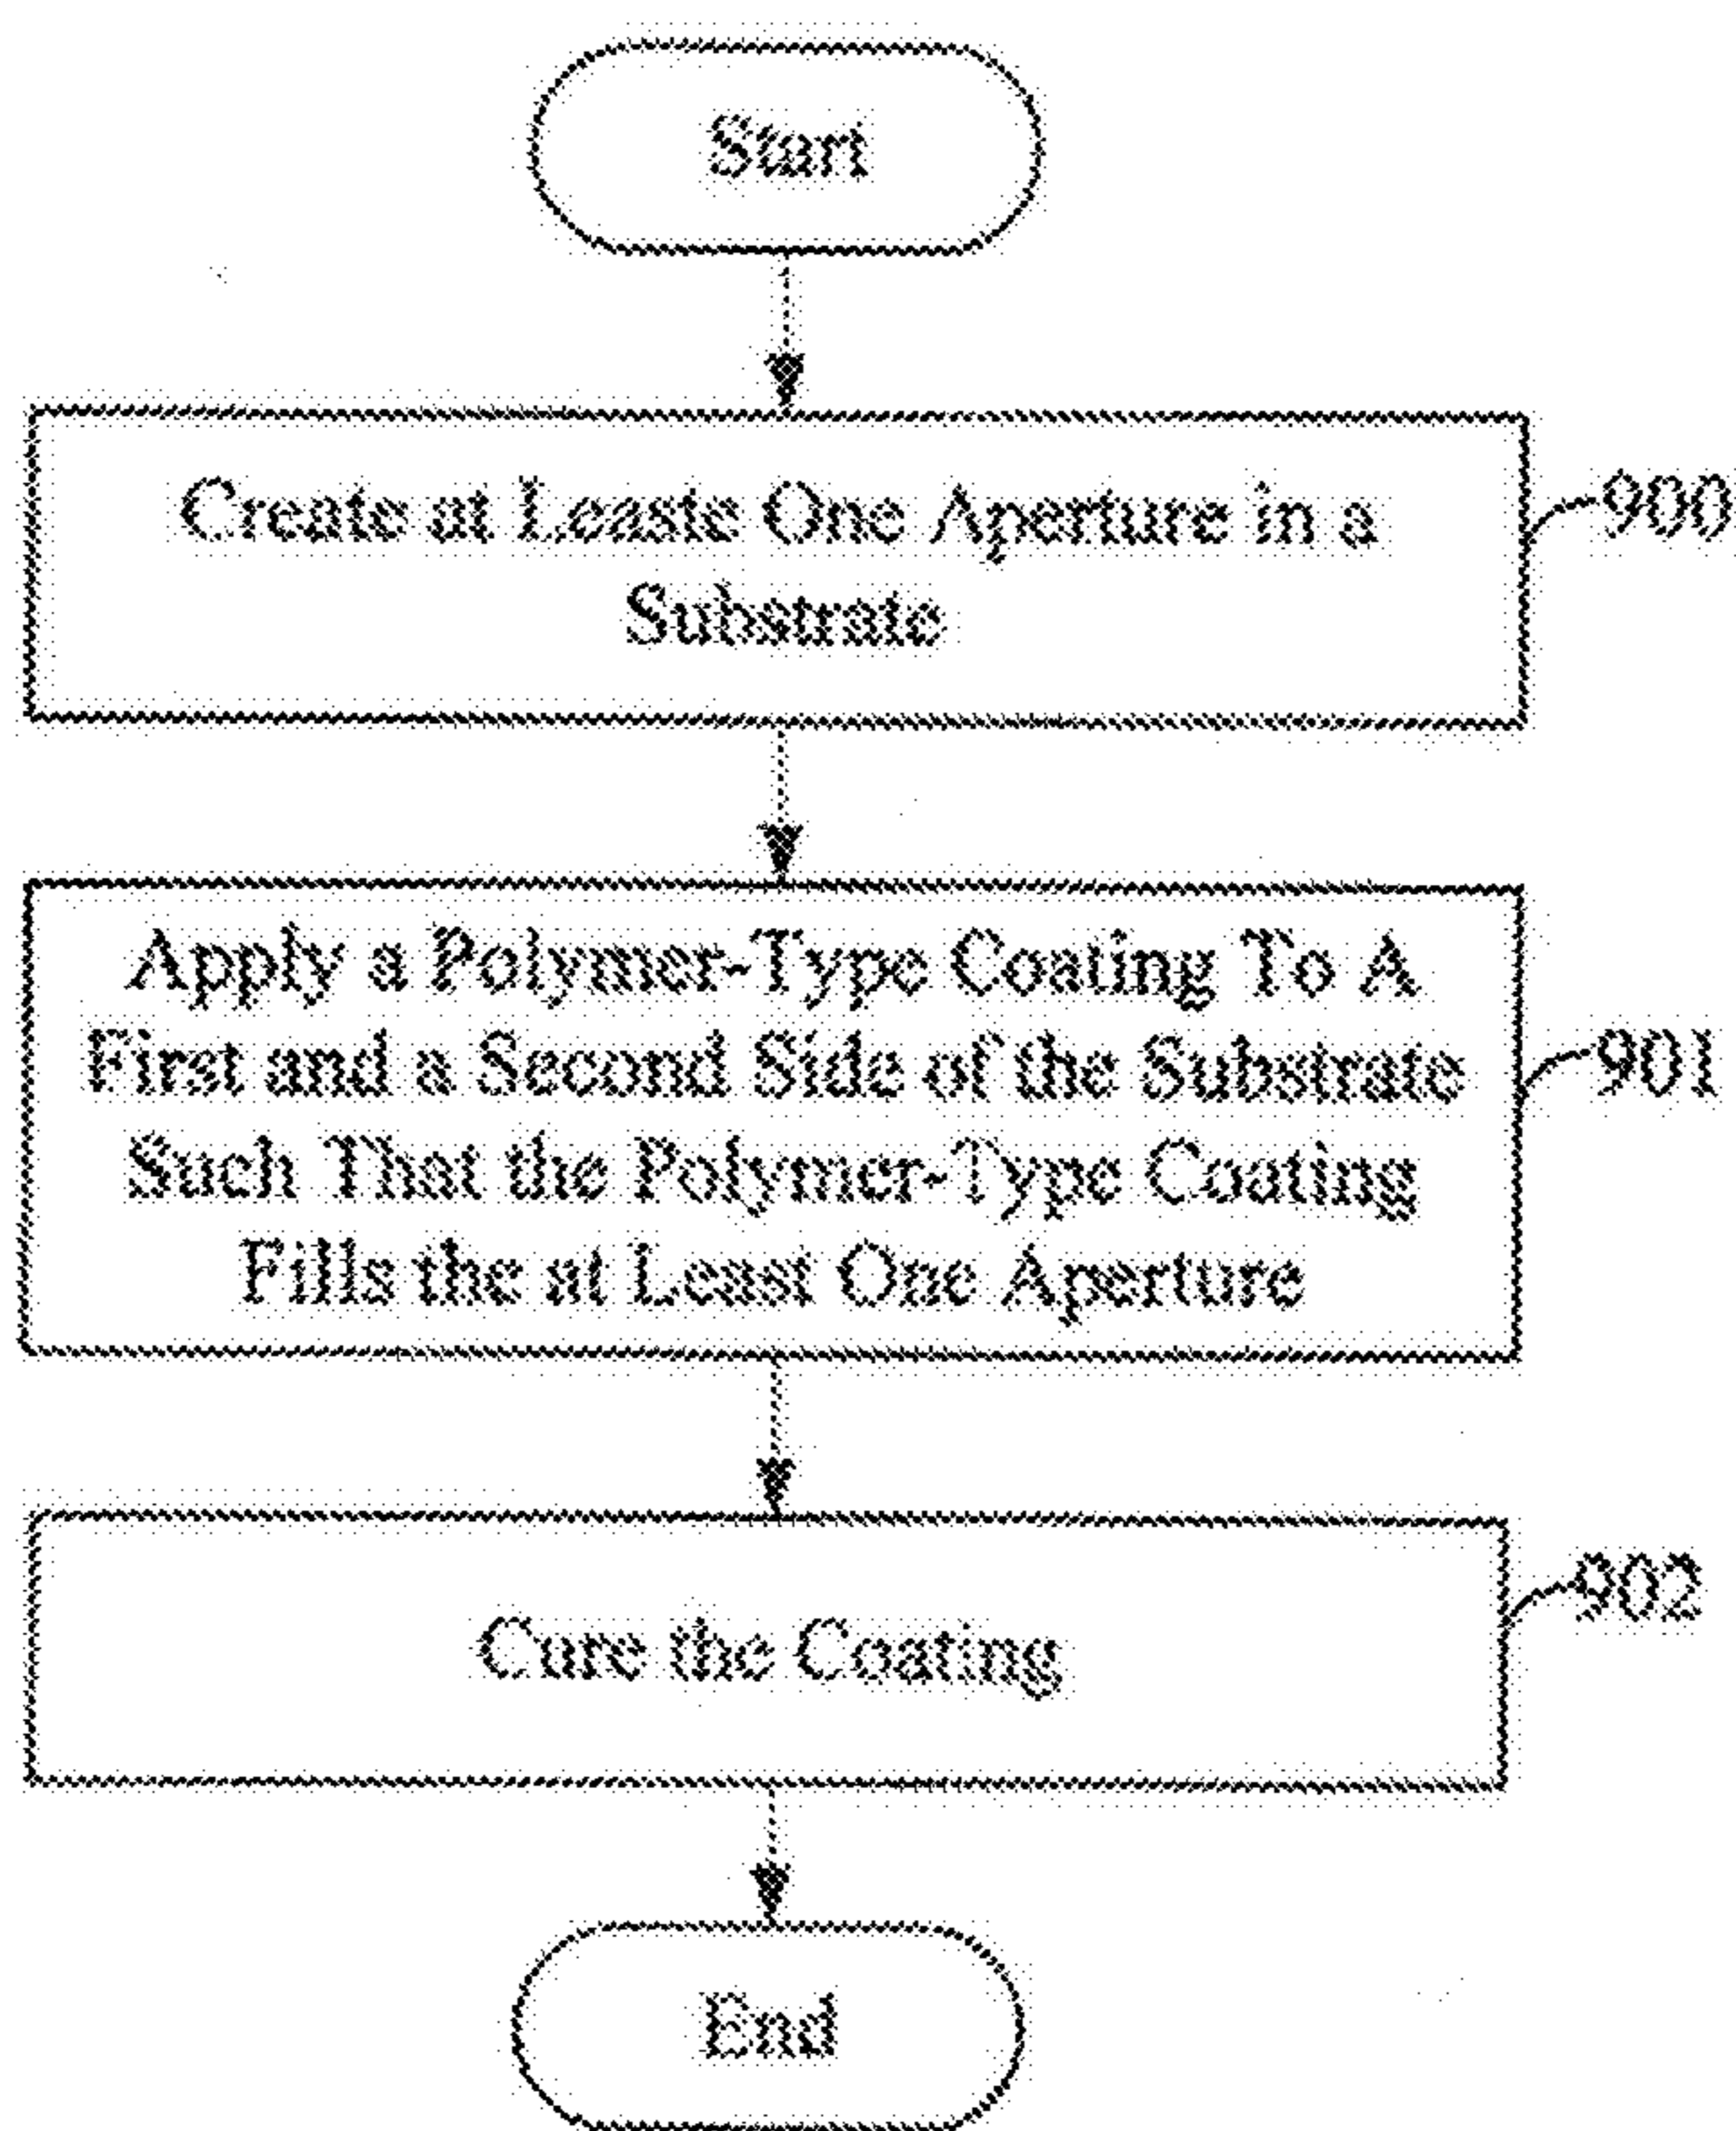 Start
Create at Leaste One Aperture in a
Substrate
900
Apply a Polymer-Type Coating To A
First and a Second Side of the Substrate
Such That the Polymer-Type Coating
Fills the at Least One Aperture
901
Cure the Coating
902
End